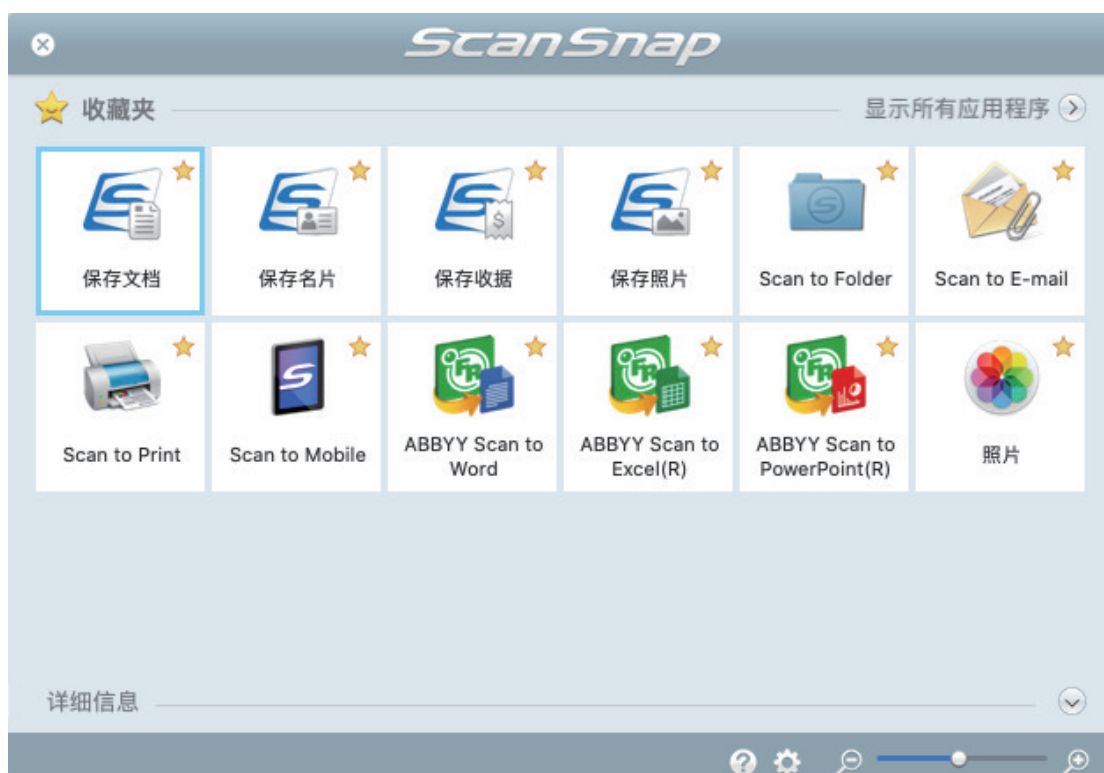 ScanSnap
收藏夹
显示所有应用程序
保存文档
保存名片
保存收据
保存照片
Scan to Folder
Scan to E-mail
Scan to Print
Scan to Mobile
ABBYY Scan to
Word
ABBYY Scan to
Excel(R)
ABBYY Scan to
PowerPoint(R)
照片
详细信息